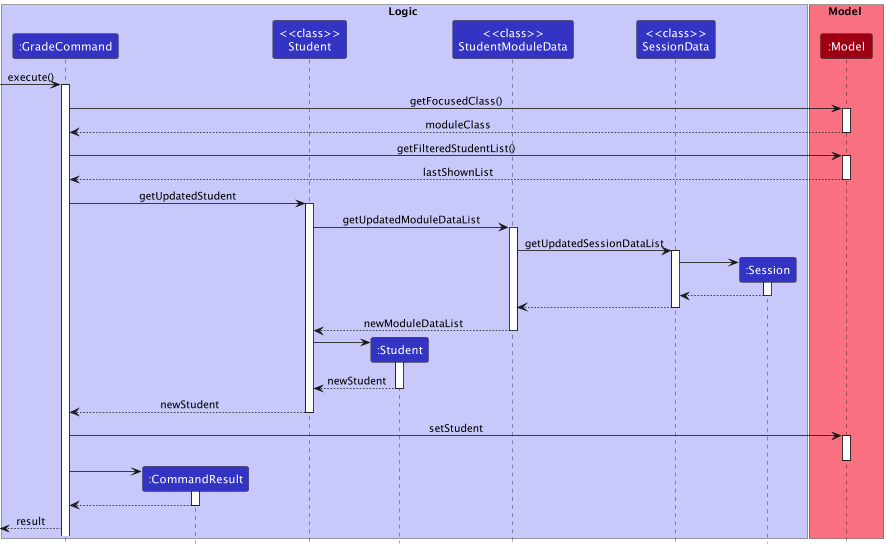 Logic
Model
:GradeCommand
<<class>>
Student
<<class>>
StudentModuleData
<<class>>
SessionData
:Model
execute()
getFocusedClass()
moduleClass
getFilteredStudentList()
lastShownList
getUpdatedStudent
getUpdatedModuleDataList
getUpdatedSessionDataList
:Session
newModuleDataList
:Student
newStudent
newStudent
setStudent
:CommandResult
result